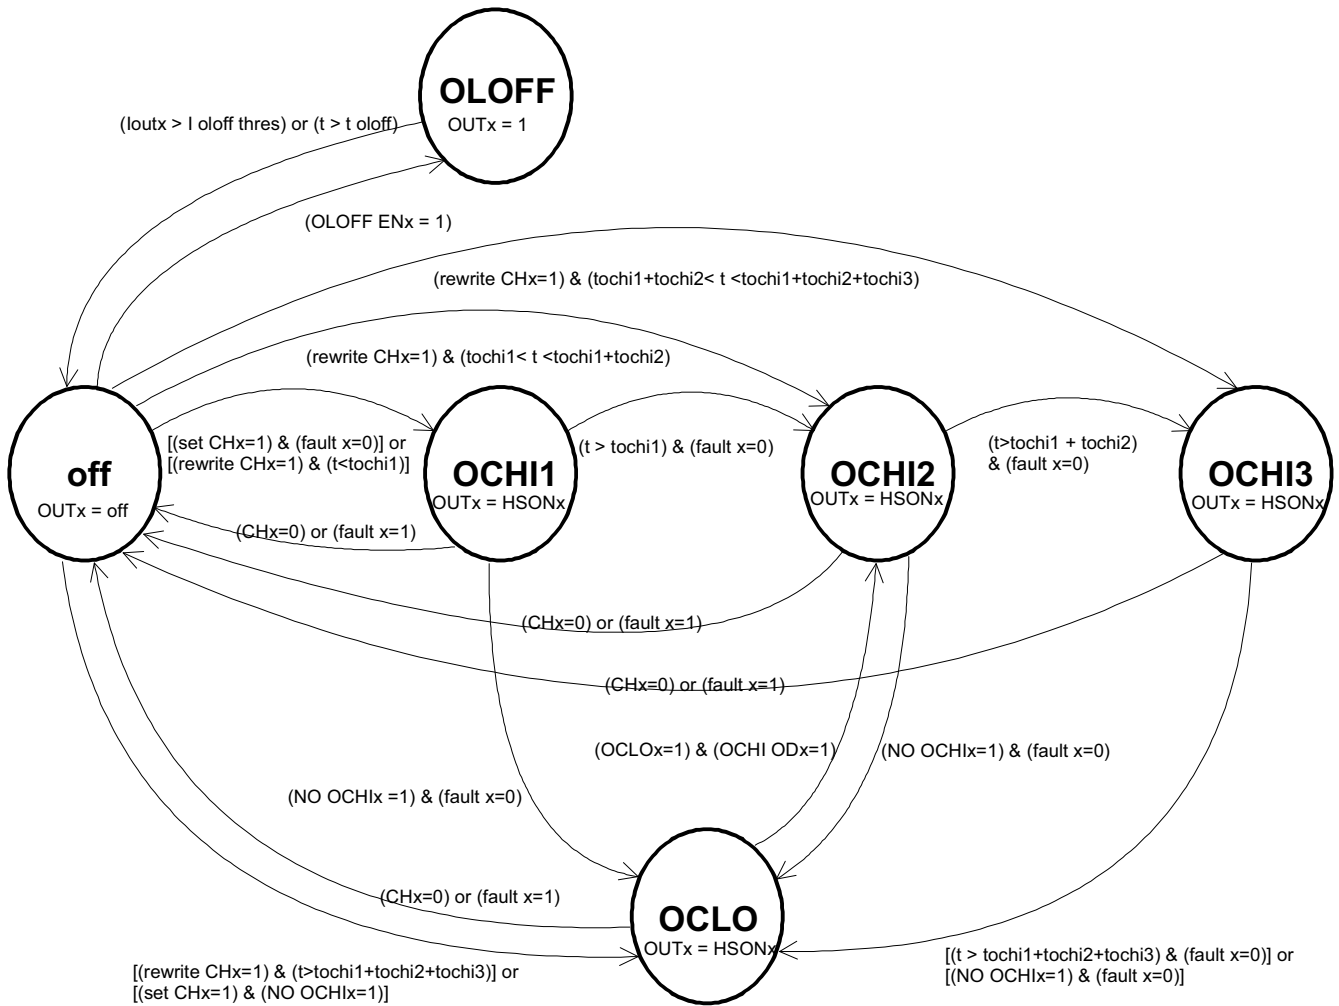 OLOFF
OUTx = 1
(Ioutx > I oloff thres) or (t > t oloff)
(OLOFF ENx = 1)
(rewrite CHx=1) & (tochi1+tochi2< t <tochi1+tochi2+tochi3)
(rewrite CHx=1) & (tochi1< t <tochi1+tochi2)
off
OUTx = off
[(set CHx=1) & (fault x=0)] or
[(rewrite CHx=1) & (t<tochi1)]
OCHI1
OUTx = HSONx
(t > tochi1) & (fault x=0)
OCHI2
OUTx = HSONx
(t>tochi1 + tochi2)
& (fault x=0)
OCHI3
OUTx = HSONx
(CHx=0) or (fault x=1)
(CHx=0) or (fault x=1)
(CHx=0) or (fault x=1)
(OCLOx=1) & (OCHI ODx=1)
(NO OCHIx=1) & (fault x=0)
(NO OCHIx =1) & (fault x=0)
(CHx=0) or (fault x=1)
OCLO
OUTx = HSONx
[(rewrite CHx=1) & (t>tochi1+tochi2+tochi3)] or
[(set CHx=1) & (NO OCHIx=1)]
[(t > tochi1+tochi2+tochi3) & (fault x=0)] or
[(NO OCHIx=1) & (fault x=0)]